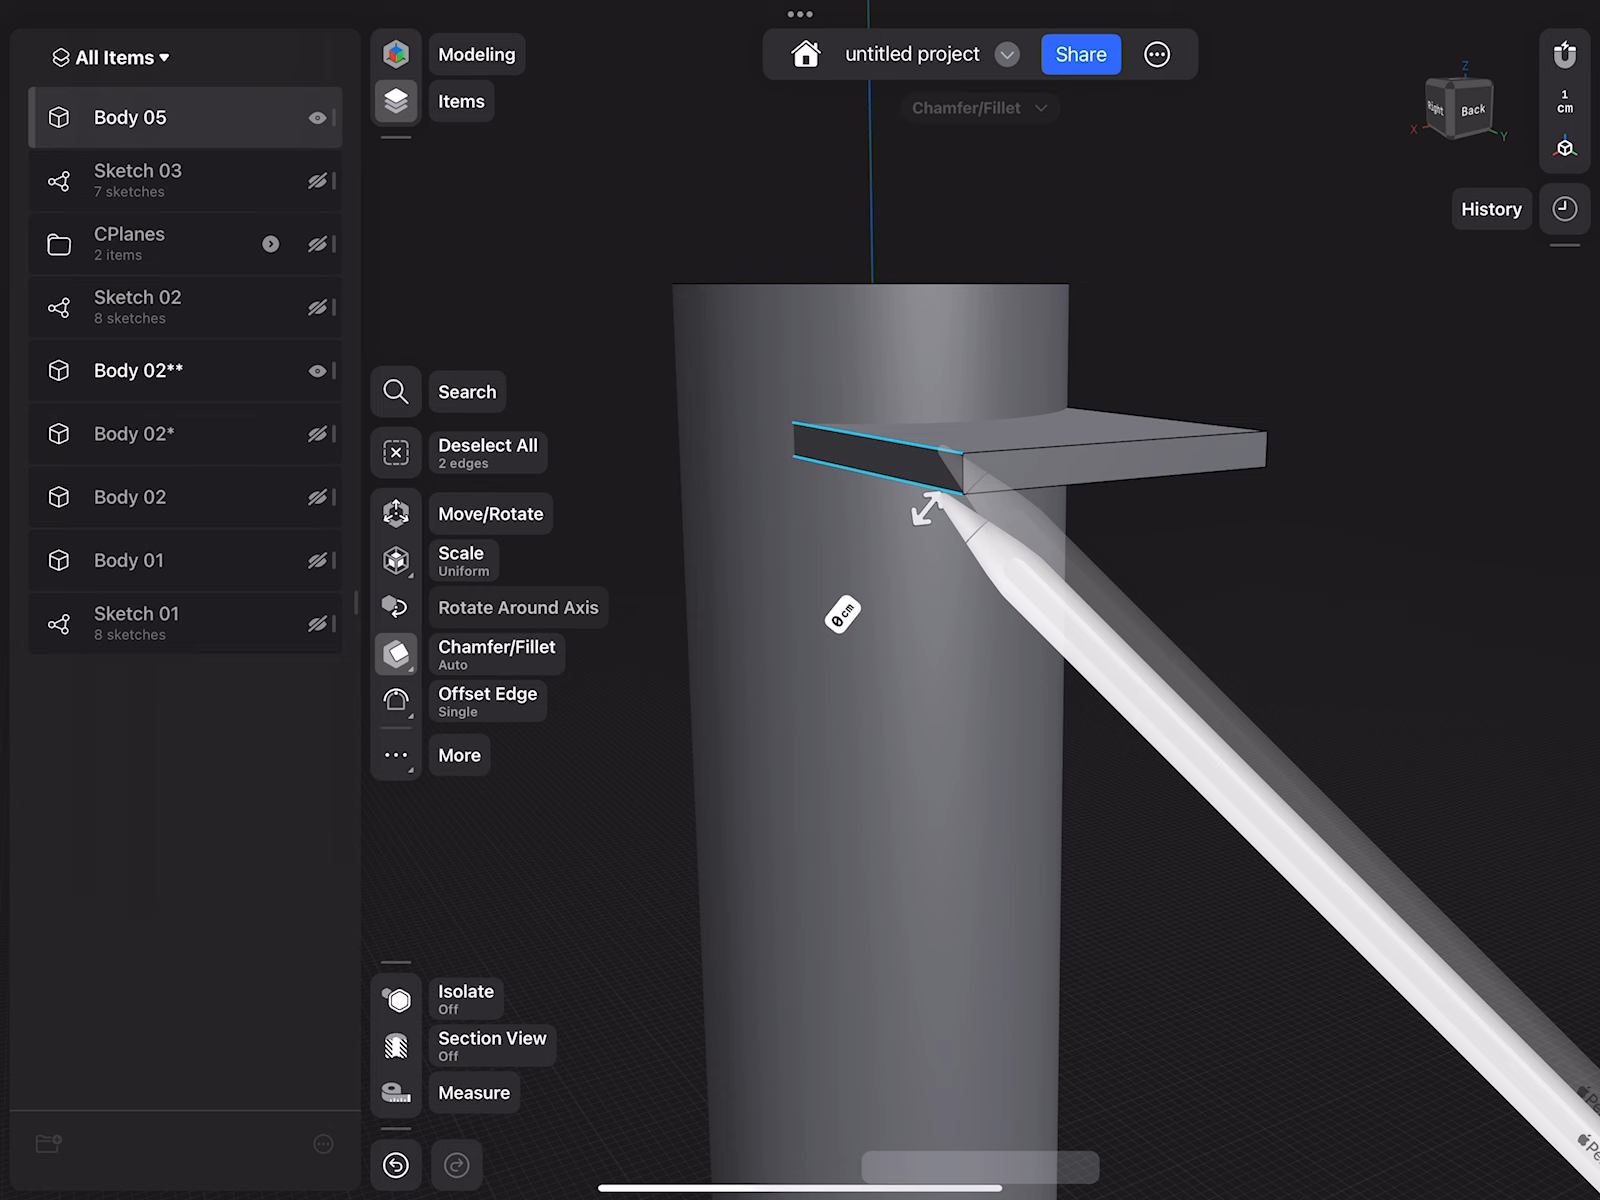 All Items
Body 05
Sketch 03
7 sketches
CPlanes
2 items
Sketch 02
8 sketches
Body 02**
Body 02*
Body 02
Body 01
Sketch 01
8 sketches
Modeling
Items
Search
Deselect All
2 edges
Move/Rotate
Scale
Uniform
Rotate Around Axis
Chamfer/Fillet
Auto
Offset Edge
Single
More
Isolate
Off
Section View
Off
Measure
untitled project
Share
Chamfer/Fillet
0 cm
Z
Right
Back
X
Y
1
cm
History